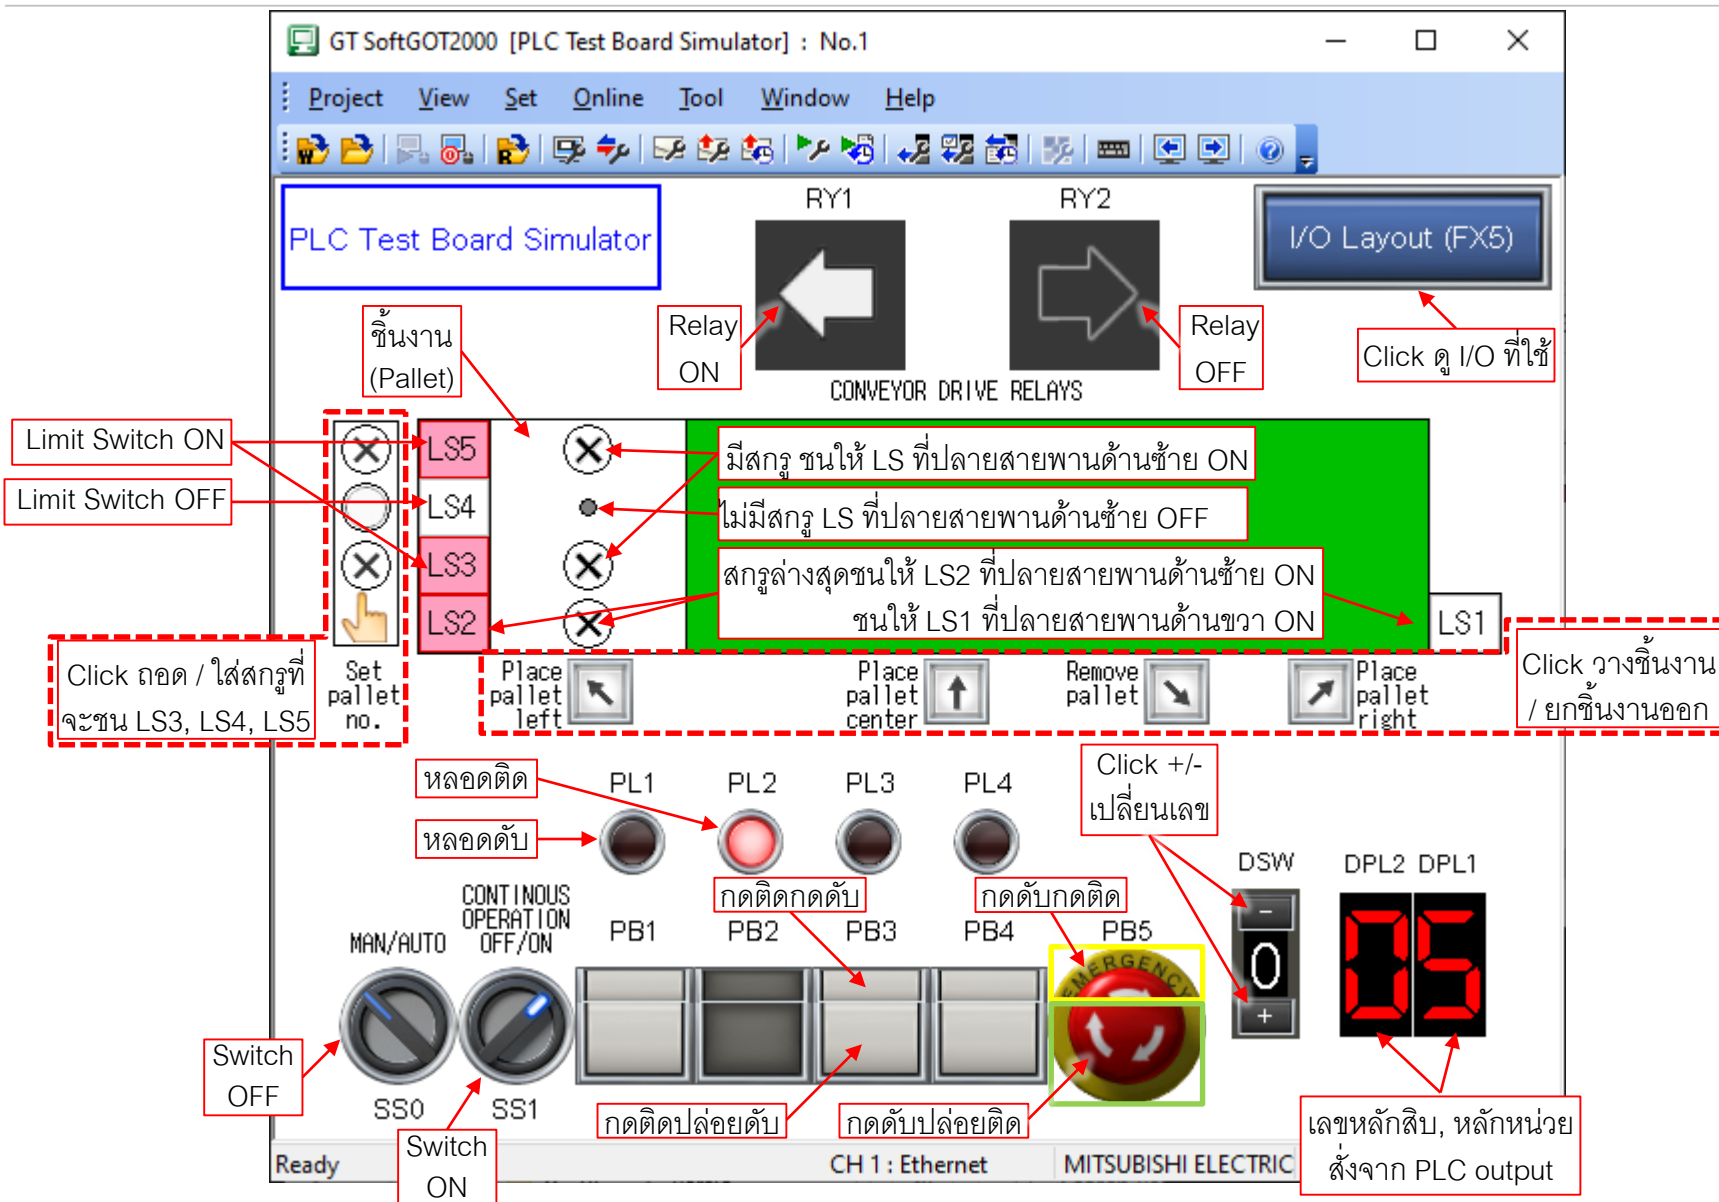 GT SoftGOT2000 [PLC Test Board Simulator] : No.1
Project View Set Online Tool Window Help
PLC Test Board Simulator
RY1
RY2
I/O Layout (FX5)
ชิ้นงาน
(Pallet)
Relay
ON
Relay
OFF
Click ดู I/O ที่ใช้
CONVEYOR DRIVE RELAYS
Limit Switch ON
Limit Switch OFF
LS5
LS4
LS3
LS2
มีสกรู ชนให้ LS ที่ปลายสายพานด้านซ้าย ON
ไม่มีสกรู LS ที่ปลายสายพานด้านซ้าย OFF
สกรูล่างสุดชนให้ LS2 ที่ปลายสายพานด้านซ้าย ON
ชนให้ LS1 ที่ปลายสายพานด้านขวา ON
LS1
Click ถอด / ใส่สกรูที่
จะชน LS3, LS4, LS5
Set
pallet
no.
Place
pallet
left
Place
pallet
center
Remove
pallet
Place
pallet
right
Click วางชิ้นงาน
/ ยกชิ้นงานออก
หลอดติด
หลอดดับ
PL1
PL2
PL3
PL4
Click +/-
เปลี่ยนเลข
DSW
DPL2 DPL1
กดติดกดดับ
กดดับกดติด
MAN/AUTO
CONTINOUS
OPERATION
OFF/ON
PB1
PB2
PB3
PB4
PB5
EMERGENCY
-
0
+
05
Switch
OFF
SS0
SS1
Switch
ON
กดติดปล่อยดับ
กดดับปล่อยติด
เลขหลักสิบ, หลักหน่วย
สั่งจาก PLC output
Ready
CH 1 : Ethernet
MITSUBISHI ELECTRIC